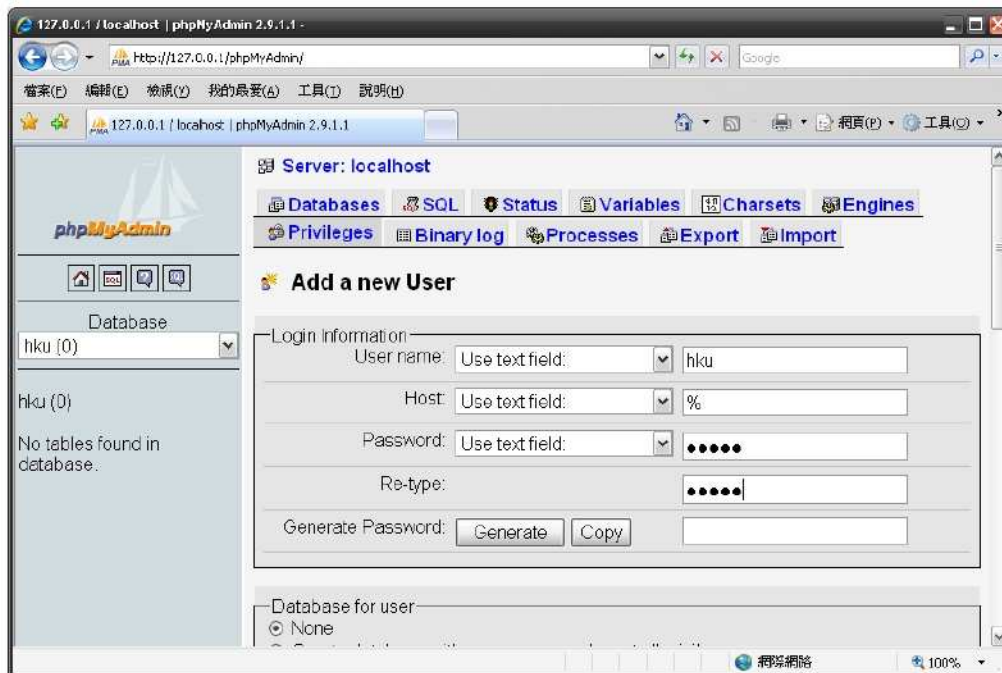 127.0.0.1 / localhost | phpMyAdmin 2.9.1.1 -
http://127.0.0.1/phpMyAdmin/
Google
檔案(F) 編輯(E) 檢視(V) 我的最愛(A) 工具(T) 說明(H)
127.0.0.1 / localhost | phpMyAdmin 2.9.1.1
網頁(P) 工具(O)
phpMyAdmin
SQL
Database
hku (0)
hku (0)
No tables found in
database.
Server: localhost
Databases SQL Status Variables Charsets Engines
Privileges Binary log Processes Export Import
Add a new User
Login Information
User name: Use text field: hku
Host: Use text field: %
Password: Use text field: •••••
Re-type: •••••
Generate Password: Generate Copy
Database for user
None
網際網路 100%